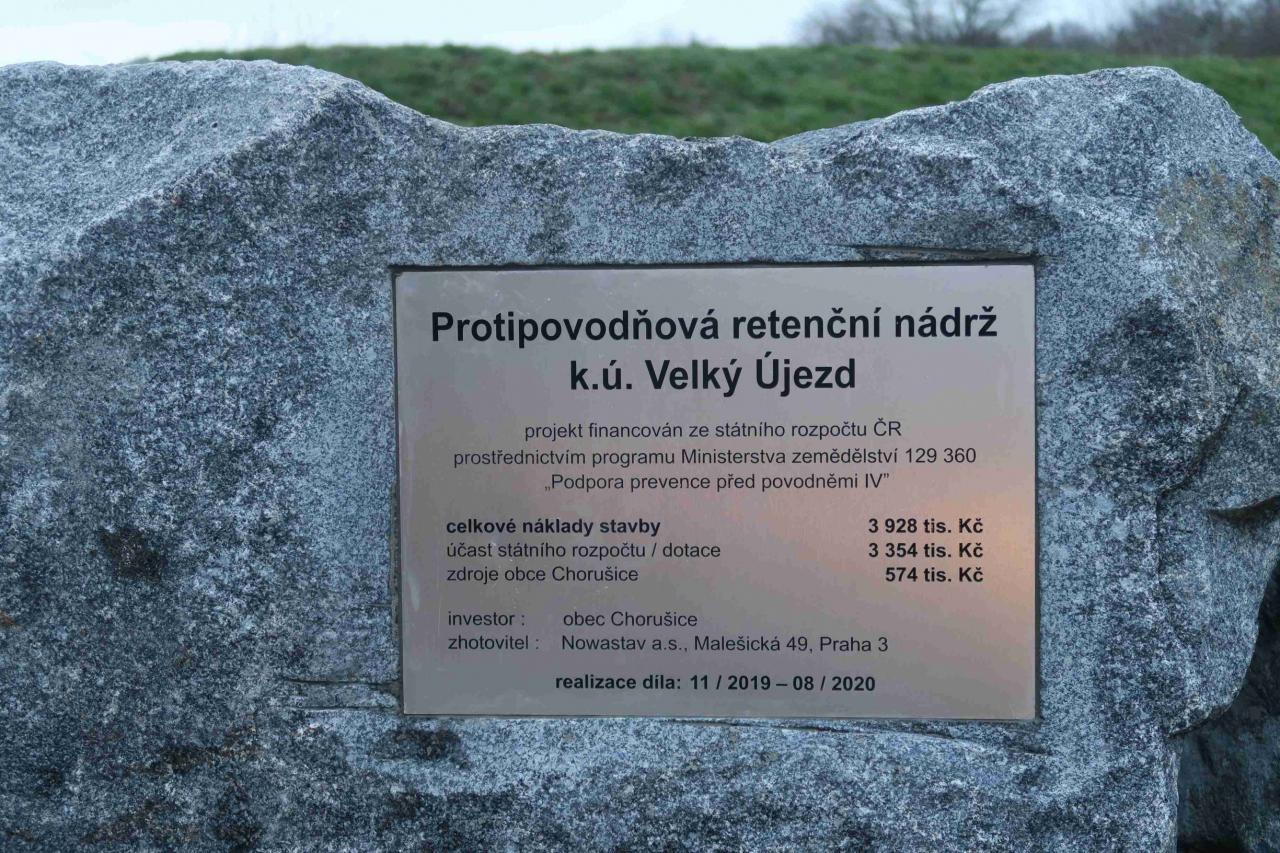 Protipovodňová retenční nádrž
k.ú. Velký Újezd
projekt financován ze státního rozpočtu ČR
prostřednictvím programu Ministerstva zemědělství 129 360
„Podpora prevence před povodněmi IV”
celkové náklady stavby 3 928 tis. Kč
účast státního rozpočtu / dotace 3 354 tis. Kč
zdroje obce Chorušice 574 tis. Kč
investor : obec Chorušice
zhotovitel : Nowastav a.s., Malešická 49, Praha 3
realizace díla: 11 / 2019 – 08 / 2020